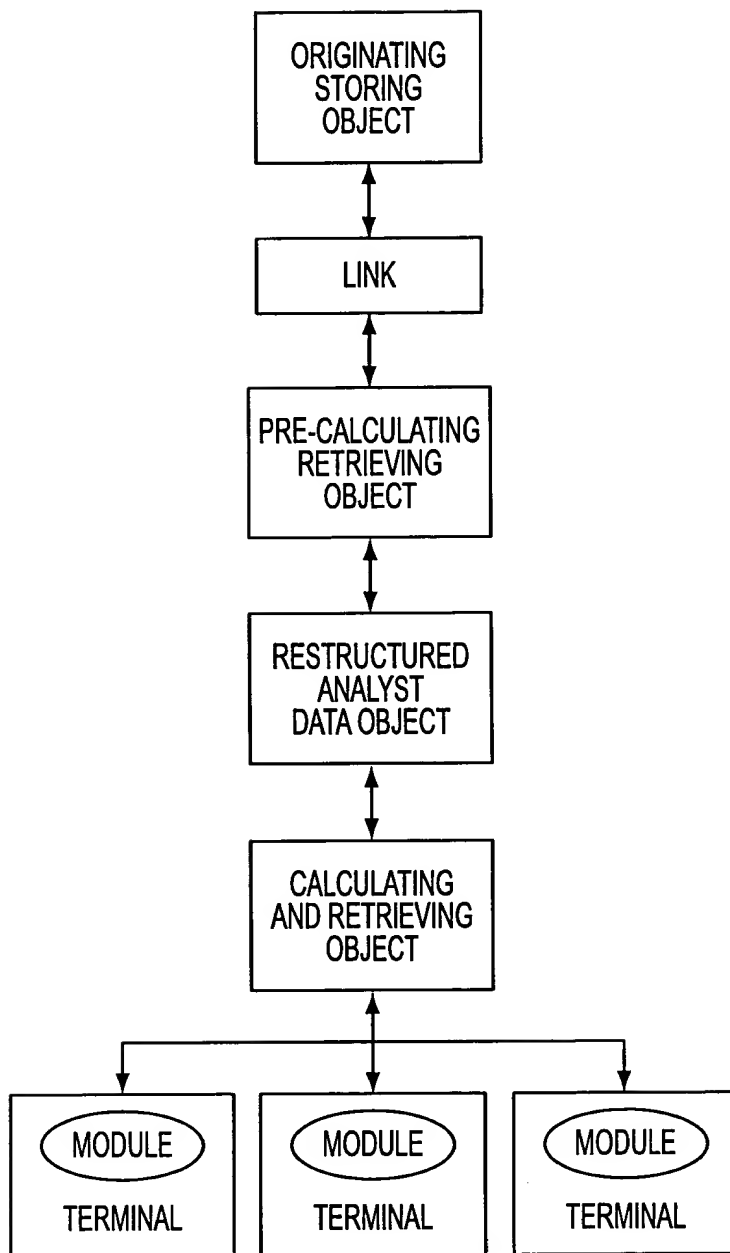 ORIGINATING
STORING
OBJECT
LINK
PRE-CALCULATING
RETRIEVING
OBJECT
RESTRUCTURED
ANALYST
DATA OBJECT
CALCULATING
AND RETRIEVING
OBJECT
MODULE
TERMINAL
MODULE
TERMINAL
MODULE
TERMINAL